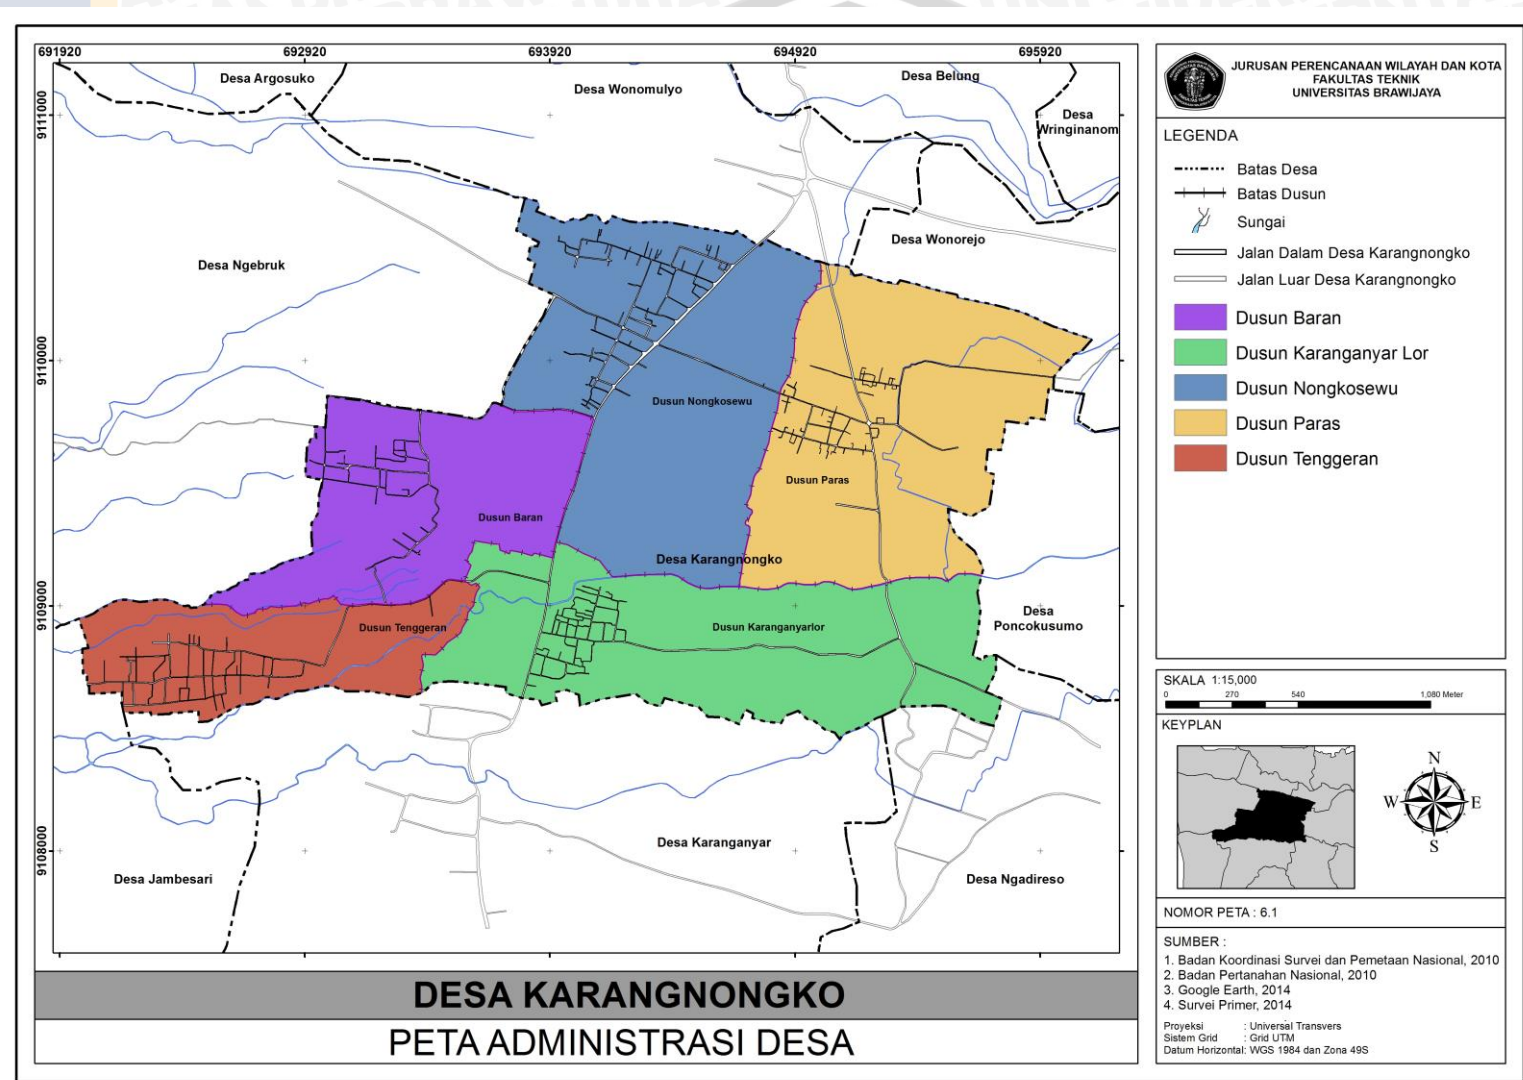 691920
692920
693920
694920
695920
9111000
9110000
9109000
9108000
Desa Argosuko
Desa Wonomulyo
Desa Belung
Desa
Wringinanom
Desa Wonorejo
Desa Ngebruk
Dusun Nongkosewu
Dusun Paras
Dusun Baran
Desa Karangnongko
Dusun Tenggeran
Dusun Karanganyarlor
Desa
Poncokusumo
Desa Karanganyar
Desa Jambesari
Desa Ngadireso
DESA KARANGNONGKO
PETA ADMINISTRASI DESA
JURUSAN PERENCANAAN WILAYAH DAN KOTA
FAKULTAS TEKNIK
UNIVERSITAS BRAWIJAYA
LEGENDA
Batas Desa
Batas Dusun
Sungai
Jalan Dalam Desa Karangnongko
Jalan Luar Desa Karangnongko
Dusun Baran
Dusun Karanganyar Lor
Dusun Nongkosewu
Dusun Paras
Dusun Tenggeran
SKALA 1:15,000
0 270 540 1,080 Meter
KEYPLAN
N
W E
S
NOMOR PETA : 6.1
SUMBER :
1. Badan Koordinasi Survei dan Pemetaan Nasional, 2010
2. Badan Pertanahan Nasional, 2010
3. Google Earth, 2014
4. Survei Primer, 2014
Proyeksi : Universal Transvers
Sistem Grid : Grid UTM
Datum Horizontal: WGS 1984 dan Zona 49S